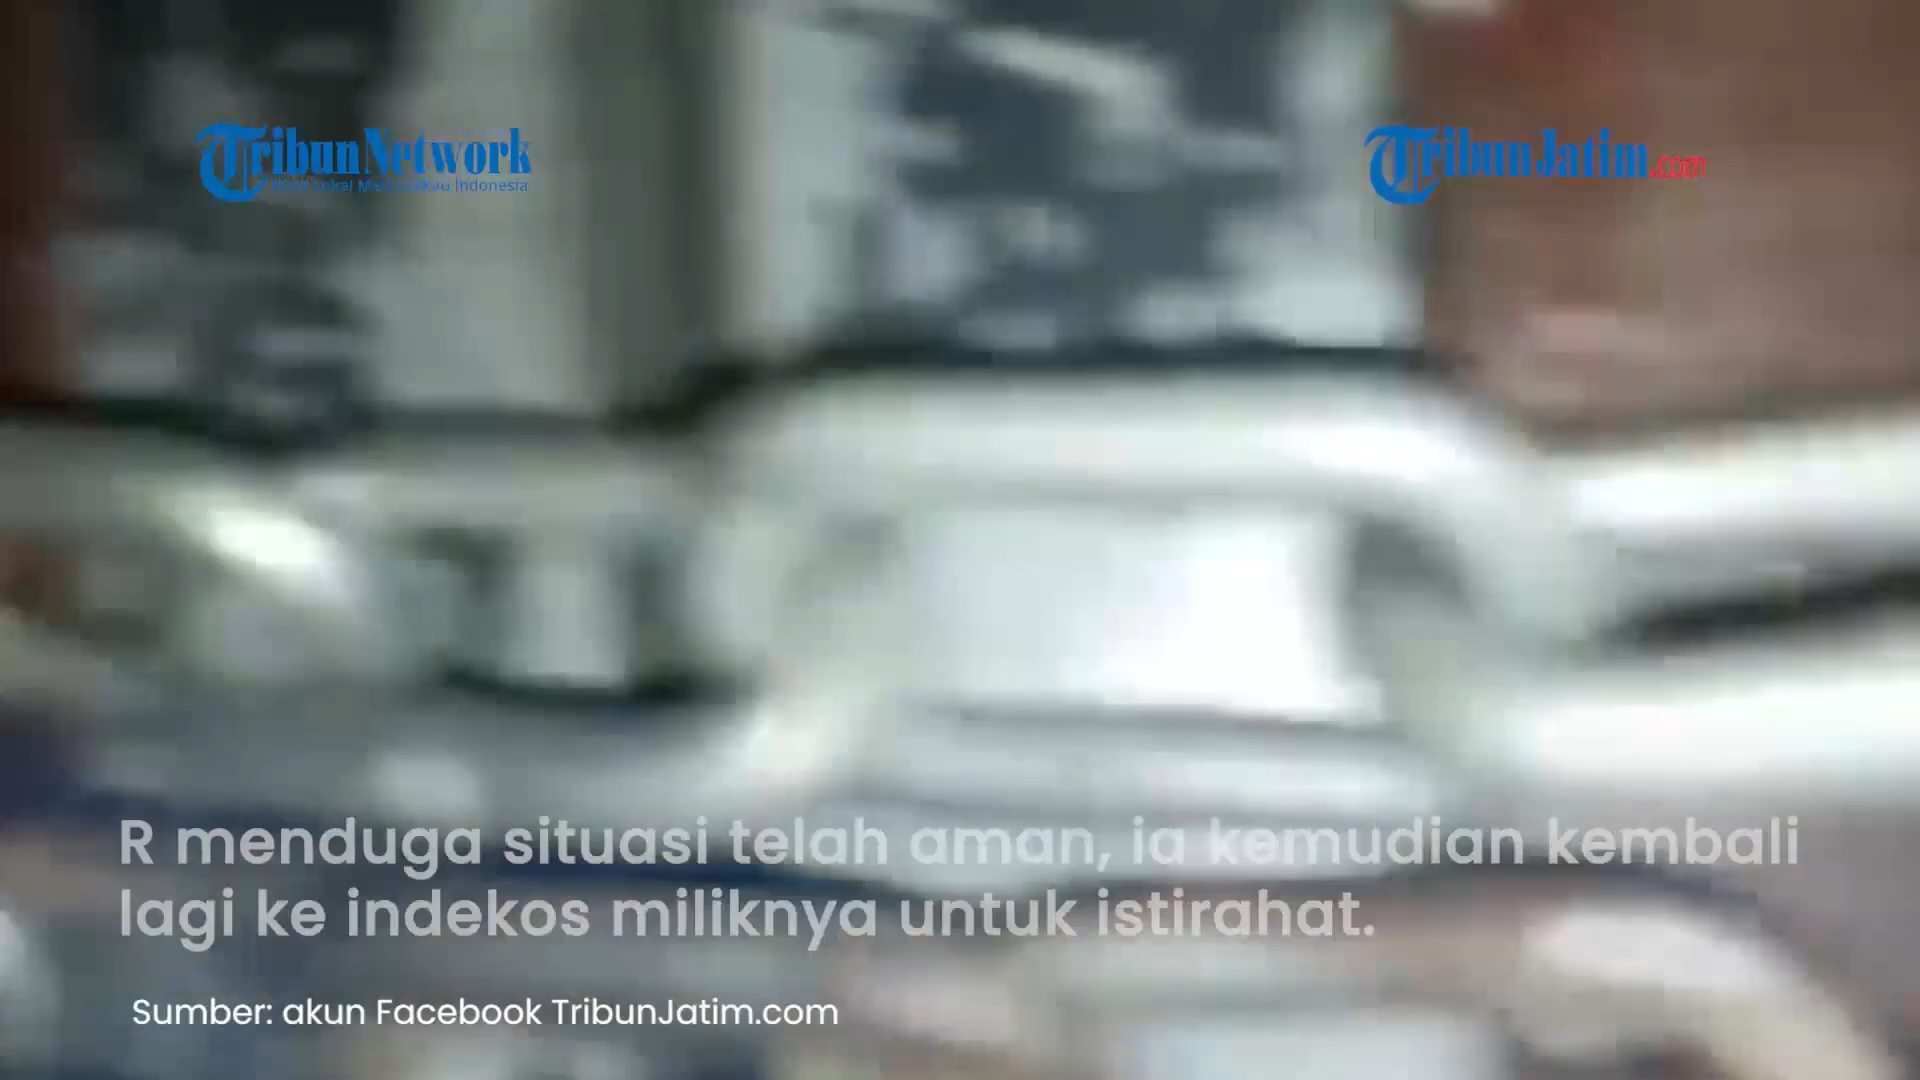 TribunNetwork
Indonesia
TribunJatim.com
R menduga situasi telah aman, ia kemudian kembali
lagi ke indekos miliknya untuk istirahat.
Sumber: akun Facebook TribunJatim.com